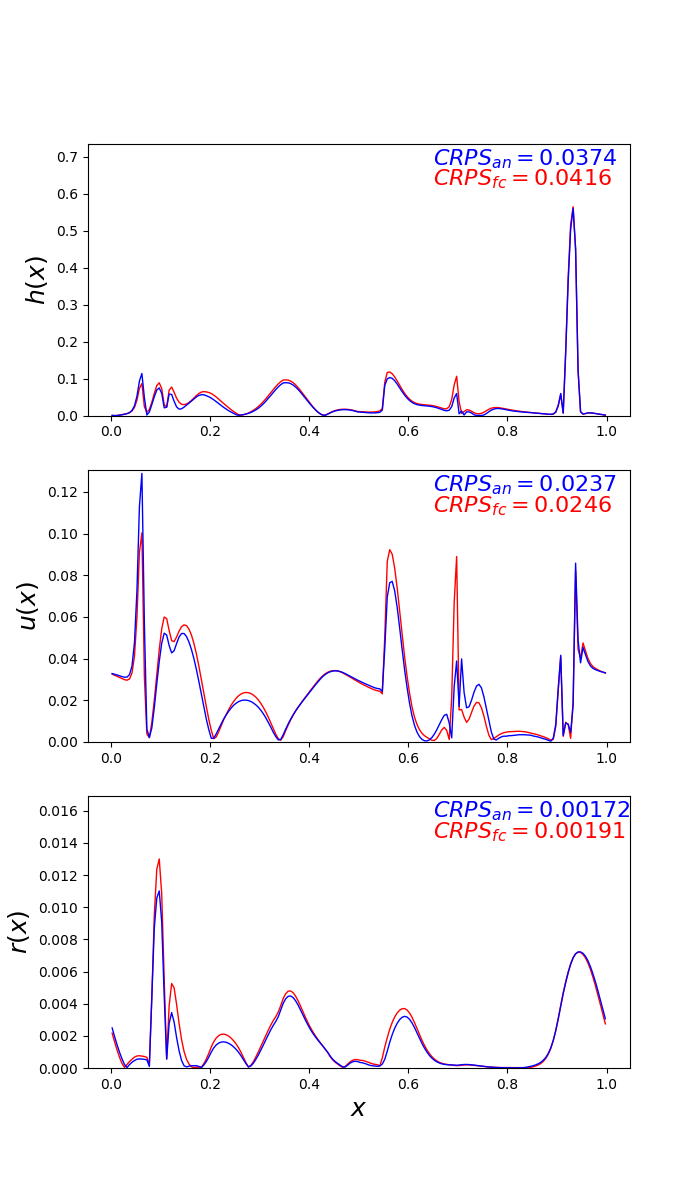 0.7
CRPS_an = 0.0374
CRPS_fc = 0.0416
0.6
0.5
0.4
h(x)
0.3
0.2
0.1
0.0
0.0 0.2 0.4 0.6 0.8 1.0
CRPS_an = 0.0237
0.12
CRPS_fc = 0.0246
0.10
0.08
u(x)
0.06
0.04
0.02
0.00
0.0 0.2 0.4 0.6 0.8 1.0
0.016
CRPS_an = 0.00172
CRPS_fc = 0.00191
0.014
0.012
0.010
r(x)
0.008
0.006
0.004
0.002
0.000
0.0 0.2 0.4 0.6 0.8 1.0
x